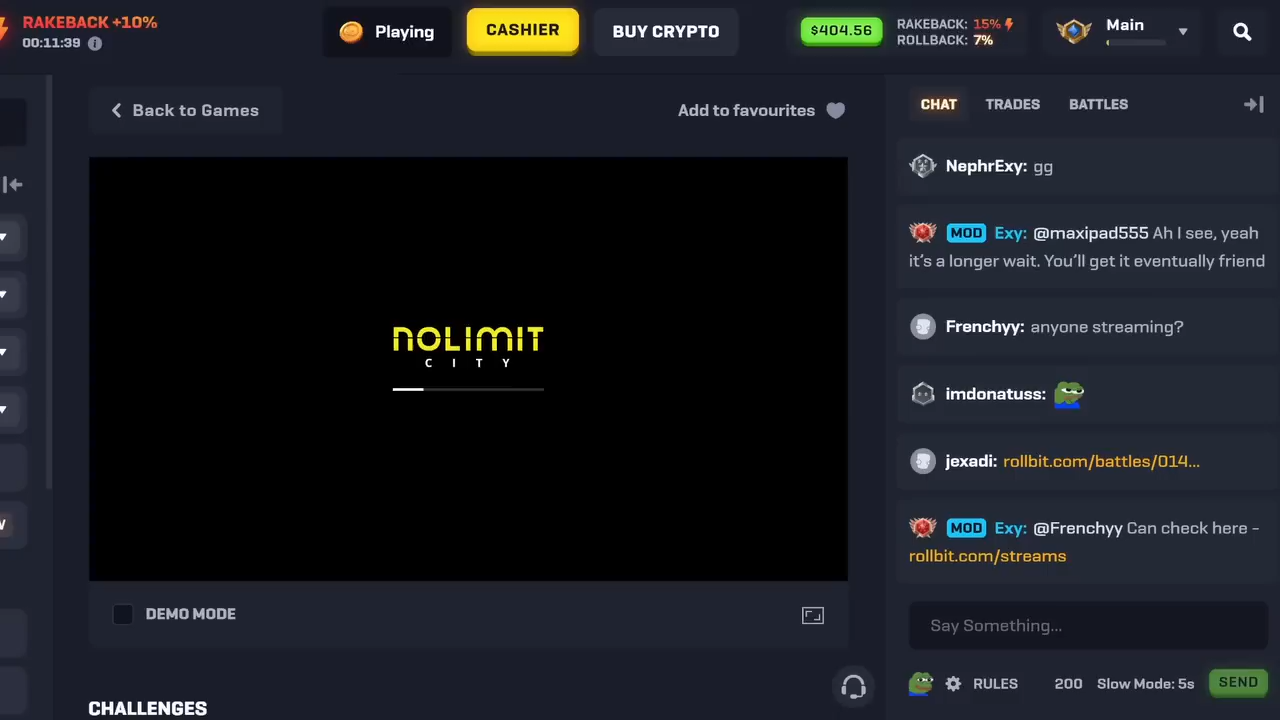 RAKEBACK +10%
00:11:39
Playing
CASHIER
BUY CRYPTO
$404.56
RAKEBACK: 15%
ROLLBACK: 7%
Main
Back to Games
Add to favourites
NOLIMIT
CITY
DEMO MODE
CHALLENGES
CHAT
TRADES
BATTLES
NephrExy: gg
MOD Exy: @maxipad555 Ah I see, yeah
it's a longer wait. You'll get it eventually friend
Frenchyy: anyone streaming?
imdonatuss:
jexadi: rollbit.com/battles/014...
MOD Exy: @Frenchyy Can check here -
rollbit.com/streams
Say Something...
RULES
200
Slow Mode: 5s
SEND